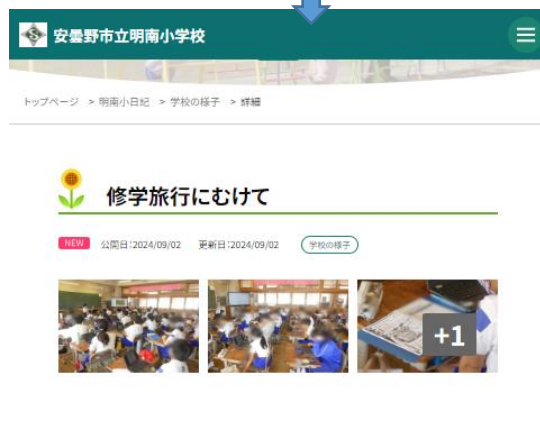 安曇野市立明南小学校
トップページ > 明南小日記 > 学校の様子 > 詳細
修学旅行にむけて
NEW 公開日:2024/09/02 更新日:2024/09/02 学校の様子
+1